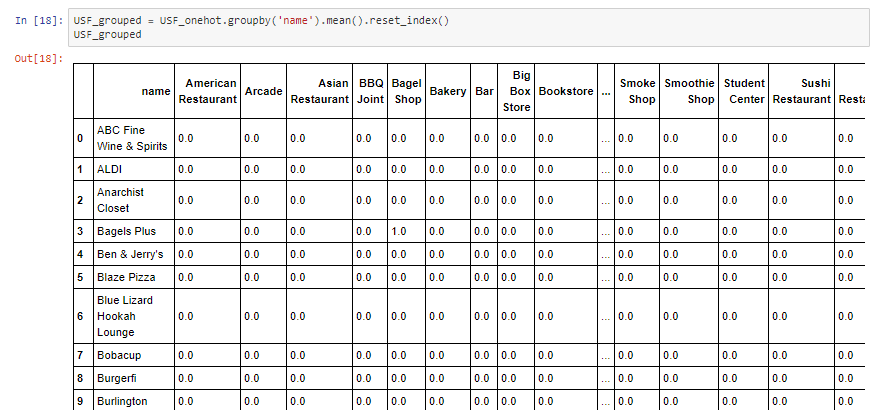 In [18]: USF_grouped = USF_onehot.groupby('name').mean().reset_index()
USF_grouped
Out[18]:
name American Restaurant Arcade Asian Restaurant BBQ Joint Bagel Shop Bakery Bar Big Box Store Bookstore ... Smoke Shop Smoothie Shop Student Center Sushi Restaurant
0 ABC Fine Wine & Spirits 0.0 0.0 0.0 0.0 0.0 0.0 0.0 0.0 0.0 ... 0.0 0.0 0.0 0.0 0.0
1 ALDI 0.0 0.0 0.0 0.0 0.0 0.0 0.0 0.0 0.0 ... 0.0 0.0 0.0 0.0 0.0
2 Anarchist Closet 0.0 0.0 0.0 0.0 0.0 0.0 0.0 0.0 0.0 ... 0.0 0.0 0.0 0.0 0.0
3 Bagels Plus 0.0 0.0 0.0 0.0 1.0 0.0 0.0 0.0 0.0 ... 0.0 0.0 0.0 0.0 0.0
4 Ben & Jerry's 0.0 0.0 0.0 0.0 0.0 0.0 0.0 0.0 0.0 ... 0.0 0.0 0.0 0.0 0.0
5 Blaze Pizza 0.0 0.0 0.0 0.0 0.0 0.0 0.0 0.0 0.0 ... 0.0 0.0 0.0 0.0 0.0
6 Blue Lizard Hookah Lounge 0.0 0.0 0.0 0.0 0.0 0.0 0.0 0.0 0.0 ... 0.0 0.0 0.0 0.0 0.0
7 Bobacup 0.0 0.0 0.0 0.0 0.0 0.0 0.0 0.0 0.0 ... 0.0 0.0 0.0 0.0 0.0
8 Burgerfi 0.0 0.0 0.0 0.0 0.0 0.0 0.0 0.0 0.0 ... 0.0 0.0 0.0 0.0 0.0
9 Burlington 0.0 0.0 0.0 0.0 0.0 0.0 0.0 0.0 0.0 ... 0.0 0.0 0.0 0.0 0.0